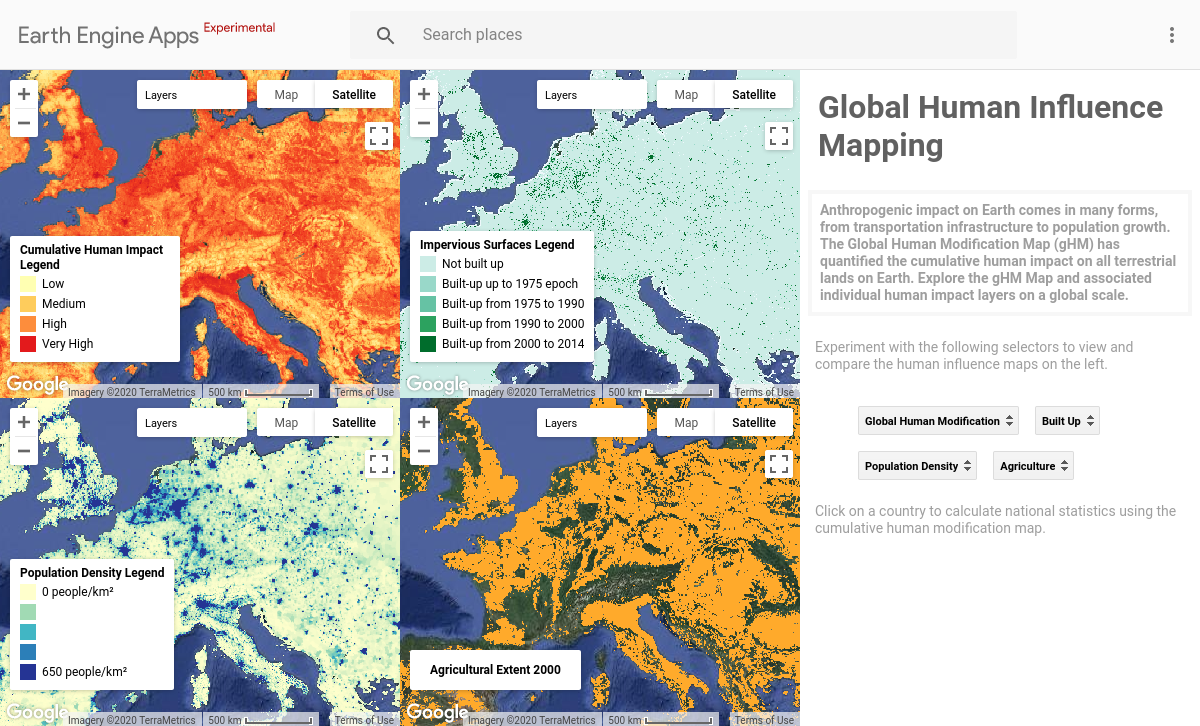 Earth Engine Apps Experimental
Search places
Layers
Map
Satellite
Cumulative Human Impact
Legend
Low
Medium
High
Very High
Google
Imagery ©2020 TerraMetrics
500 km
Terms of Use
Layers
Map
Satellite
Impervious Surfaces Legend
Not built up
Built-up up to 1975 epoch
Built-up from 1975 to 1990
Built-up from 1990 to 2000
Built-up from 2000 to 2014
Google
Imagery ©2020 TerraMetrics
500 km
Terms of Use
Layers
Map
Satellite
Population Density Legend
0 people/km²
650 people/km²
Google
Imagery ©2020 TerraMetrics
500 km
Terms of Use
Layers
Map
Satellite
Agricultural Extent 2000
Google
Imagery ©2020 TerraMetrics
500 km
Terms of Use
Global Human Influence
Mapping
Anthropogenic impact on Earth comes in many forms,
from transportation infrastructure to population growth.
The Global Human Modification Map (gHM) has
quantified the cumulative human impact on all terrestrial
lands on Earth. Explore the gHM Map and associated
individual human impact layers on a global scale.
Experiment with the following selectors to view and
compare the human influence maps on the left.
Global Human Modification
Built Up
Population Density
Agriculture
Click on a country to calculate national statistics using the
cumulative human modification map.